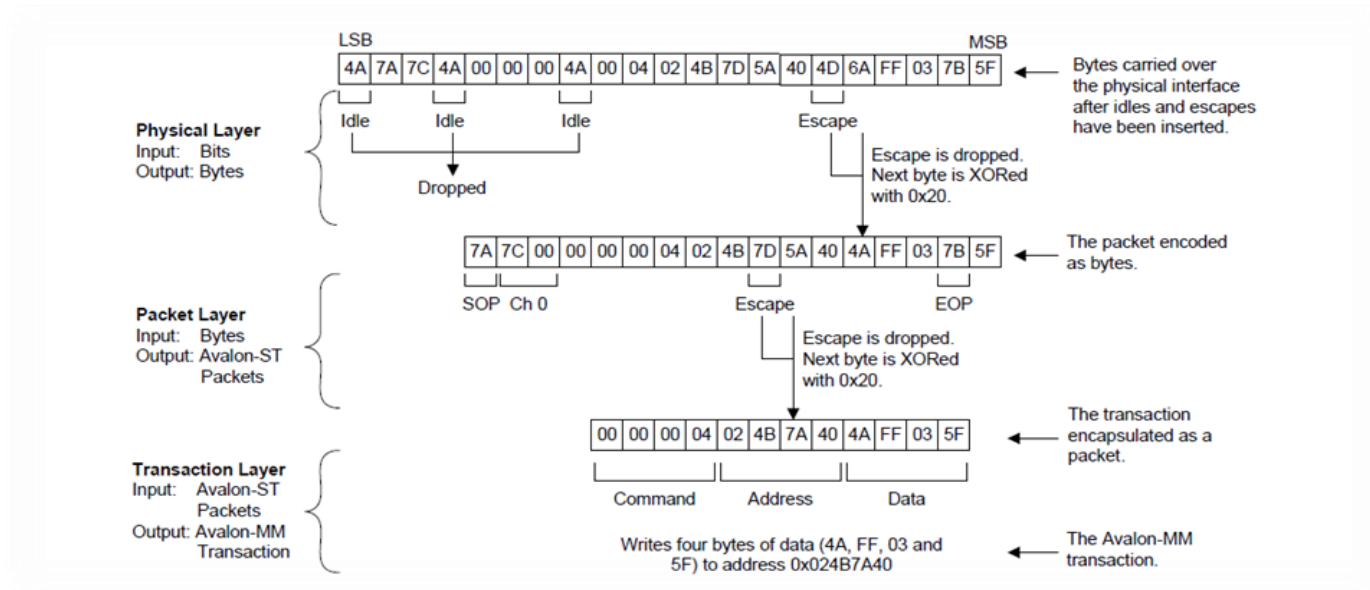 LSB MSB
4A 7A 7C 4A 00 00 00 4A 00 04 02 4B 7D 5A 40 4D 6A FF 03 7B 5F
Bytes carried over
the physical interface
after idles and escapes
have been inserted.
Idle Idle Idle Escape
Physical Layer
Input: Bits
Output: Bytes
Dropped
Escape is dropped.
Next byte is XORed
with 0x20.
7A 7C 00 00 00 04 02 4B 7D 5A 40 4A FF 03 7B 5F
The packet encoded
as bytes.
SOP Ch 0 Escape EOP
Packet Layer
Input: Bytes
Output: Avalon-ST
Packets
Escape is dropped.
Next byte is XORed
with 0x20.
00 00 00 04 02 4B 7A 40 4A FF 03 5F
The transaction
encapsulated as a
packet.
Command Address Data
Transaction Layer
Input: Avalon-ST
Packets
Output: Avalon-MM
Transaction
Writes four bytes of data (4A, FF, 03 and
5F) to address 0x024B7A40
The Avalon-MM
transaction.